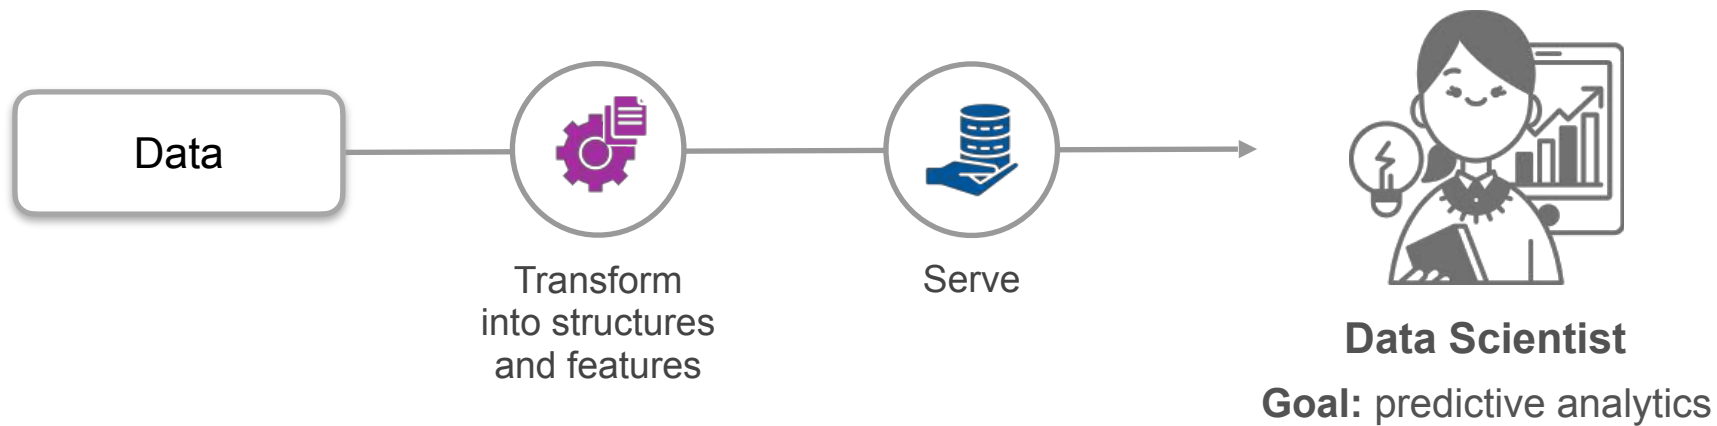 Data
Transform
into structures
and features
Serve
Data Scientist
Goal: predictive analytics